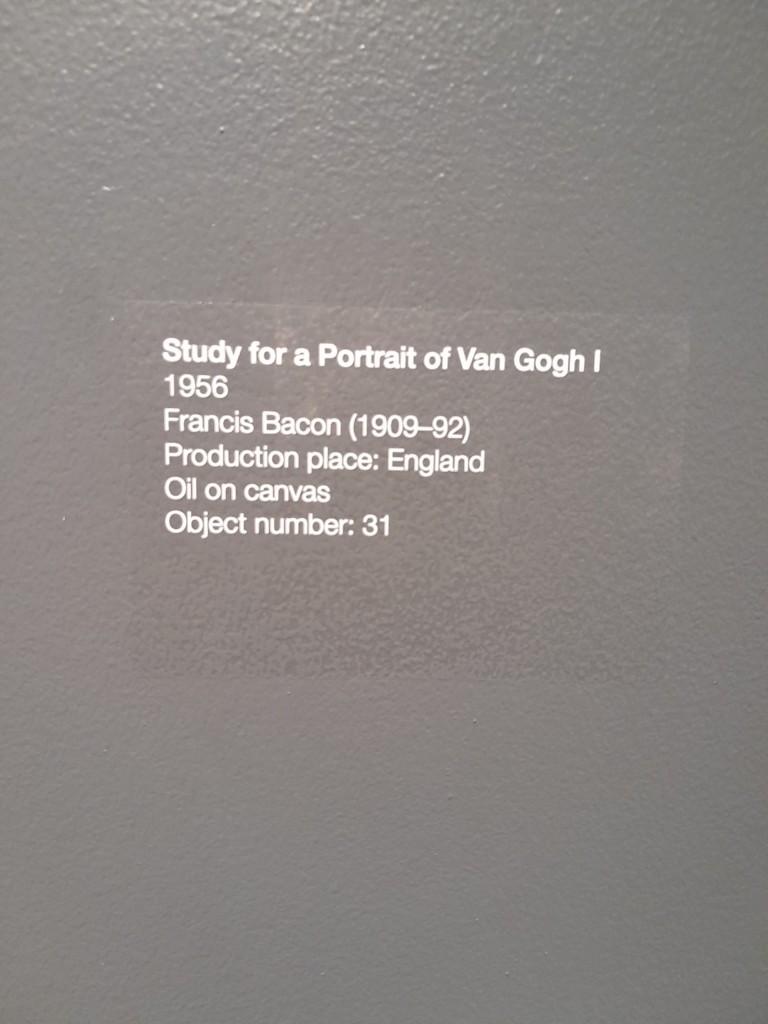 Study for a Portrait of Van Gogh I
1956
Francis Bacon (1909–92)
Production place: England
Oil on canvas
Object number: 31